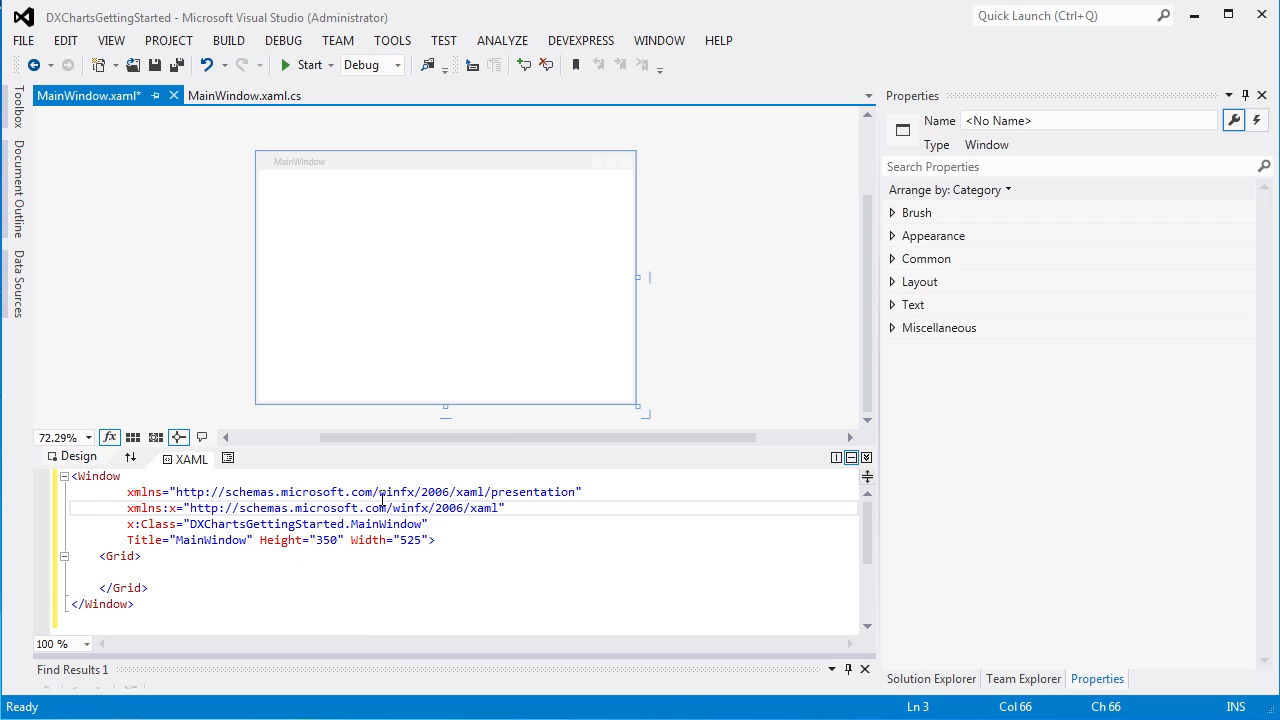 DXChartsGettingStarted - Microsoft Visual Studio (Administrator)
Quick Launch (Ctrl+Q)
FILE EDIT VIEW PROJECT BUILD DEBUG TEAM TOOLS TEST ANALYZE DEVEXPRESS WINDOW HELP
Start Debug
Toolbox
Document Outline
Data Sources
MainWindow.xaml* MainWindow.xaml.cs
MainWindow
72.29%
fx
Design XAML
<Window
xmlns="http://schemas.microsoft.com/winfx/2006/xaml/presentation"
xmlns:x="http://schemas.microsoft.com/winfx/2006/xaml"
x:Class="DXChartsGettingStarted.MainWindow"
Title="MainWindow" Height="350" Width="525">
<Grid>
</Grid>
</Window>
100 %
Find Results 1
Properties
Name <No Name>
Type Window
Search Properties
Arrange by: Category
Brush
Appearance
Common
Layout
Text
Miscellaneous
Solution Explorer Team Explorer Properties
Ready Ln 3 Col 66 Ch 66 INS